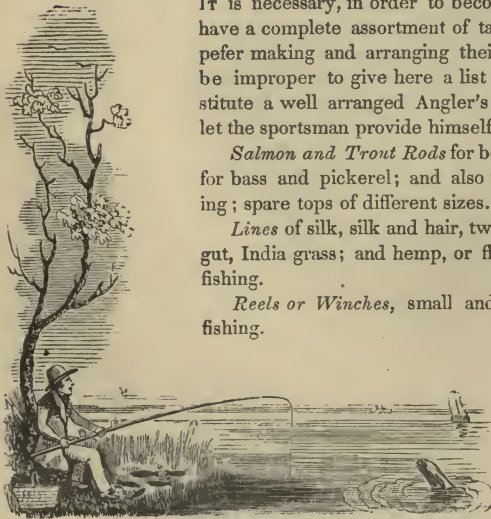 IT is necessary, in order to beco
have a complete assortment of ta
pefer making and arranging thei
be improper to give here a list
stitute a well arranged Angler's
let the sportsman provide himself
Salmon and Trout Rods for b
for bass and pickerel; and also
ing; spare tops of different sizes.
Lines of silk, silk and hair, tw
gut, India grass; and hemp, or fl
fishing.
Reels or Winches, small and
fishing.